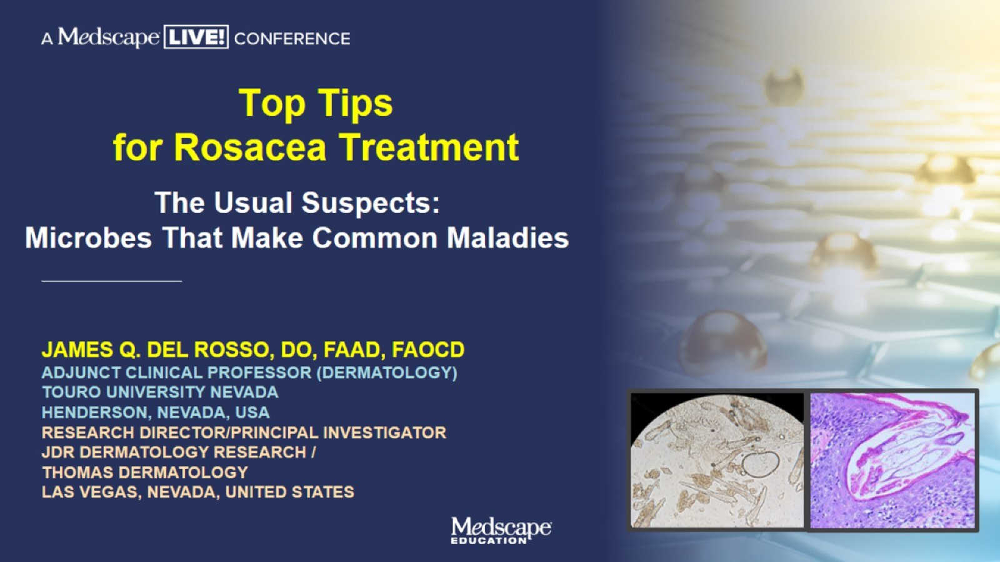 A Medscape LIVE! CONFERENCE
Top Tips
for Rosacea Treatment
The Usual Suspects:
Microbes That Make Common Maladies
JAMES Q. DEL ROSSO, DO, FAAD, FAOCD
ADJUNCT CLINICAL PROFESSOR (DERMATOLOGY)
TOURO UNIVERSITY NEVADA
HENDERSON, NEVADA, USA
RESEARCH DIRECTOR/PRINCIPAL INVESTIGATOR
JDR DERMATOLOGY RESEARCH /
THOMAS DERMATOLOGY
LAS VEGAS, NEVADA, UNITED STATES
Medscape
EDUCATION